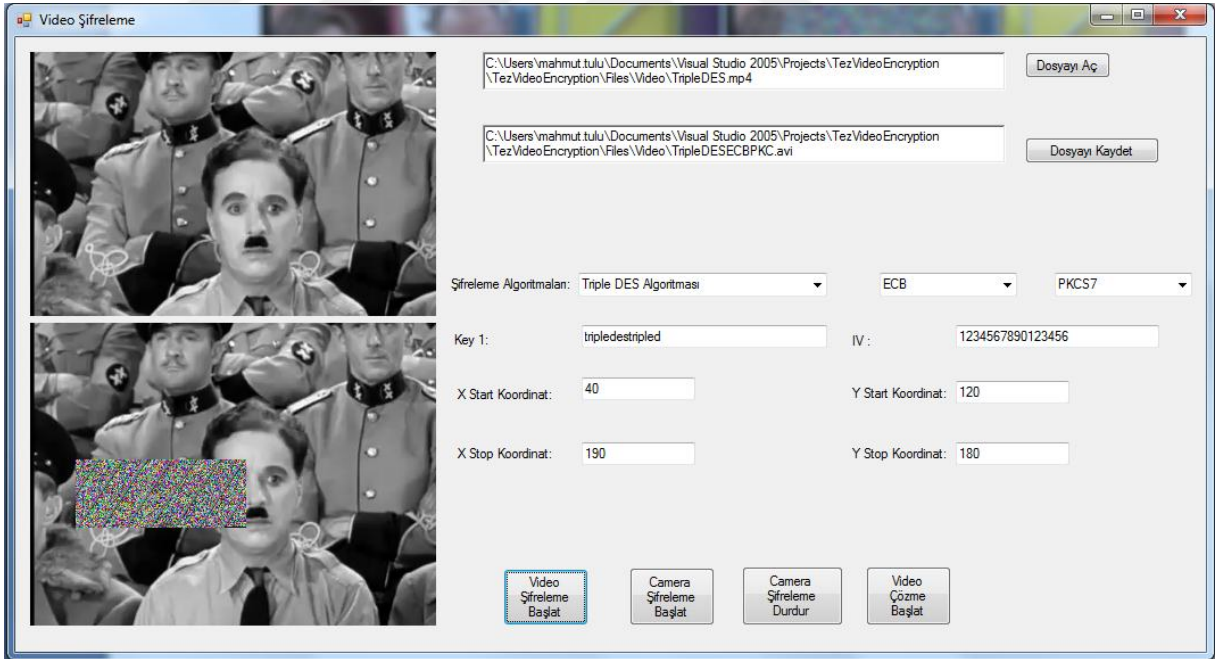 Video Şifreleme
C:\Users\mahmut.tulu\Documents\Visual Studio 2005\Projects\TezVideoEncryption
\TezVideoEncryption\Files\Video\TripleDES.mp4
Dosyayı Aç
C:\Users\mahmut.tulu\Documents\Visual Studio 2005\Projects\TezVideoEncryption
\TezVideoEncryption\Files\Video\TripleDESECBPKC.avi
Dosyayı Kaydet
Şifreleme Algoritmaları: Triple DES Algoritması ECB PKCS7
Key 1: tripledestripled IV : 1234567890123456
X Start Koordinat: 40 Y Start Koordinat: 120
X Stop Koordinat: 190 Y Stop Koordinat: 180
Video
Şifreleme
Başlat
Camera
Şifreleme
Başlat
Camera
Şifreleme
Durdur
Video
Çözme
Başlat